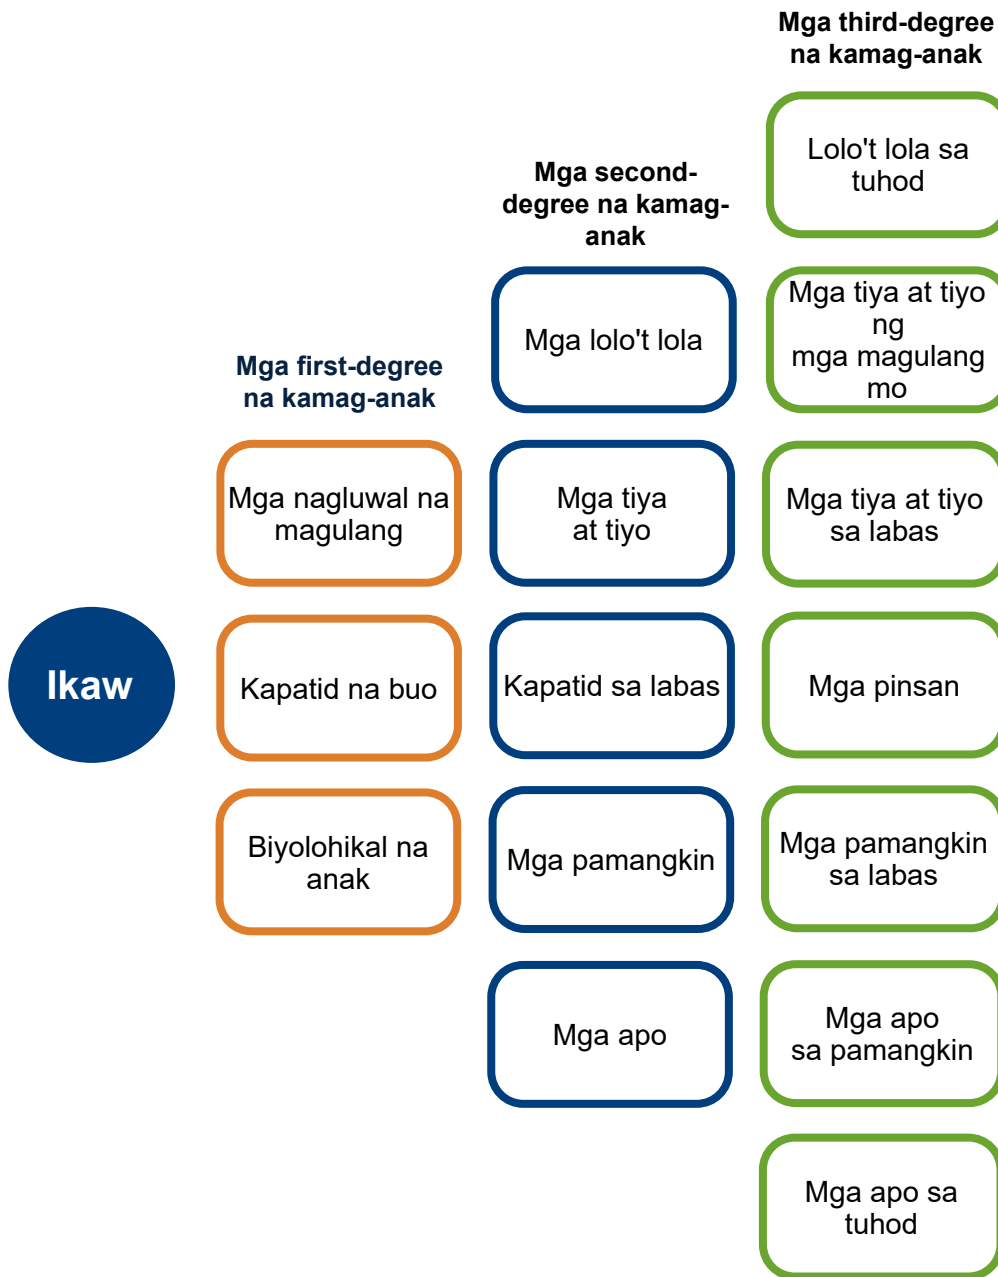 Ikaw
Mga first-degree
na kamag-anak
Mga nagluwal na
magulang
Kapatid na buo
Biyolohikal na
anak
Mga second-
degree na kamag-
anak
Mga lolo't lola
Mga tiya
at tiyo
Kapatid sa labas
Mga pamangkin
Mga apo
Mga third-degree
na kamag-anak
Lolo't lola sa
tuhod
Mga tiya at tiyo
ng
mga magulang
mo
Mga tiya at tiyo
sa labas
Mga pinsan
Mga pamangkin
sa labas
Mga apo
sa pamangkin
Mga apo sa
tuhod